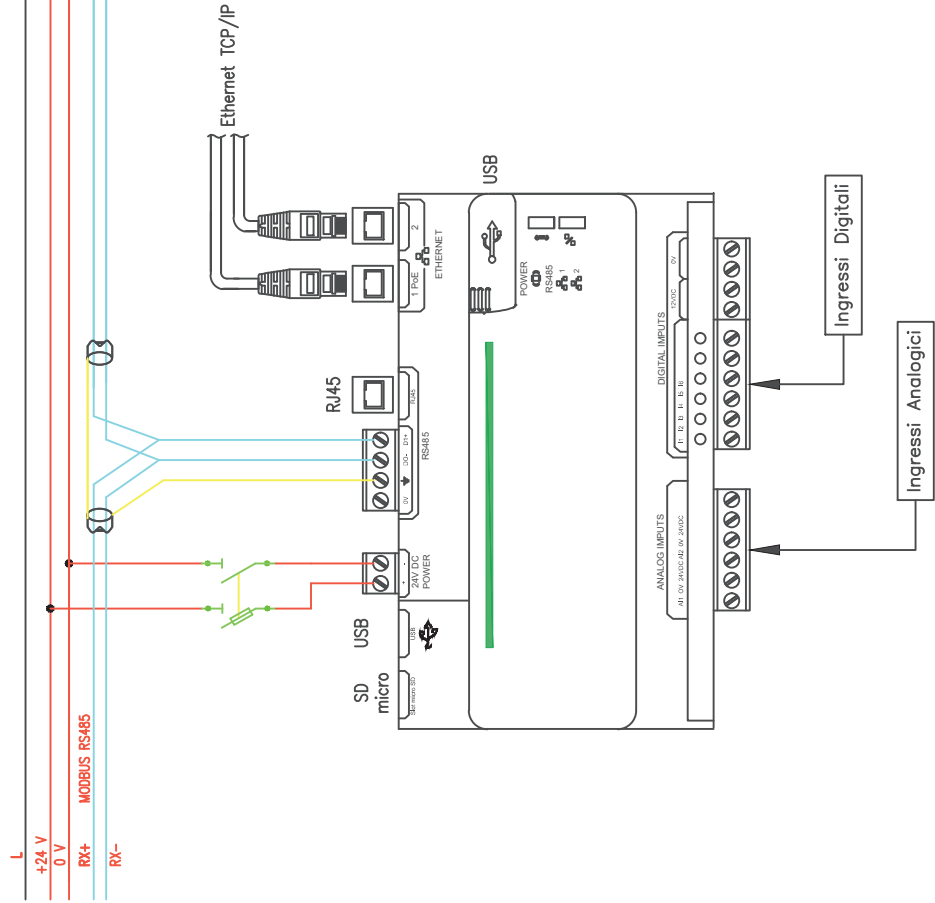 L
+24 V
0 V
RX+
RX-
MODBUS RS485
Ethernet TCP/IP
SD
micro
USB
RJ45
USB
Slot micro SD
USB
+
-
24V DC
POWER
0V
D0-
D1+
RS485
RJ45
1 PoE
2
ETHERNET
POWER
RS485
1
2
ANALOG IMPUTS
AI1 0V 24VDC AI2 0V 24VDC
DIGITAL IMPUTS
I1 I2 I3 I4 I5 I6
12VDC
0V
Ingressi Analogici
Ingressi Digitali